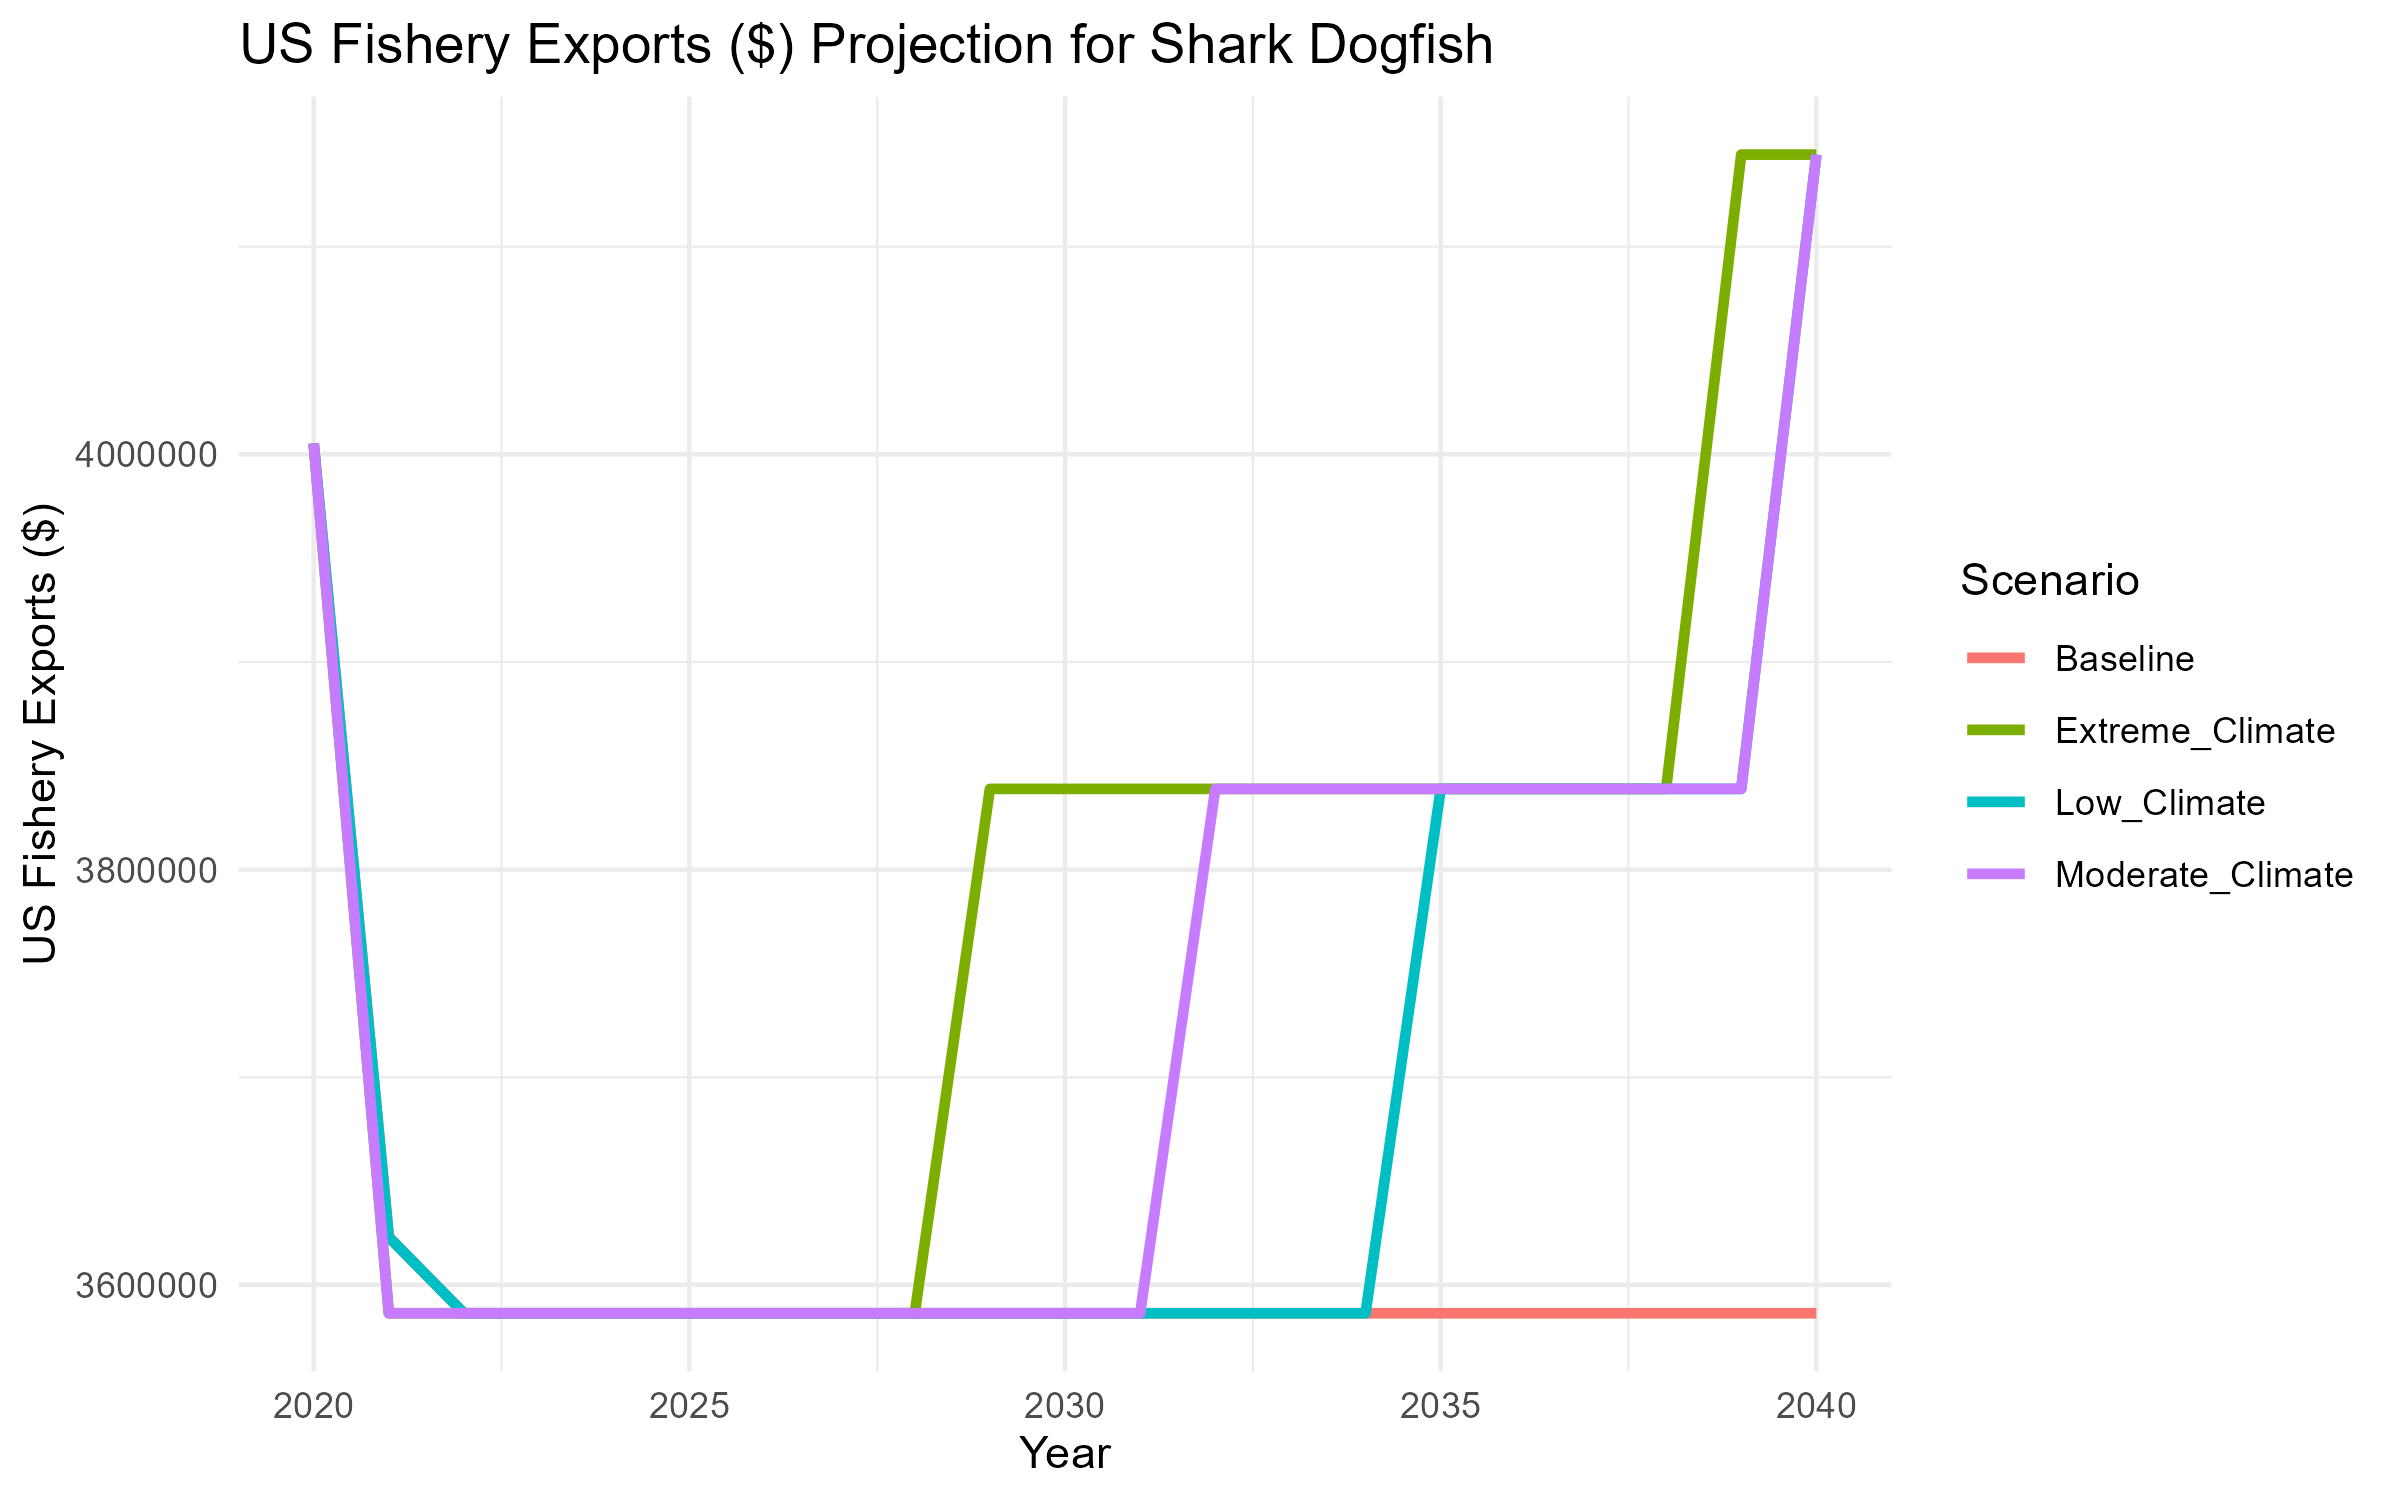 US Fishery Exports ($) Projection for Shark Dogfish
US Fishery Exports ($)
4000000
3800000
3600000
2020
2025
2030
2035
2040
Year
Scenario
Baseline
Extreme_Climate
Low_Climate
Moderate_Climate